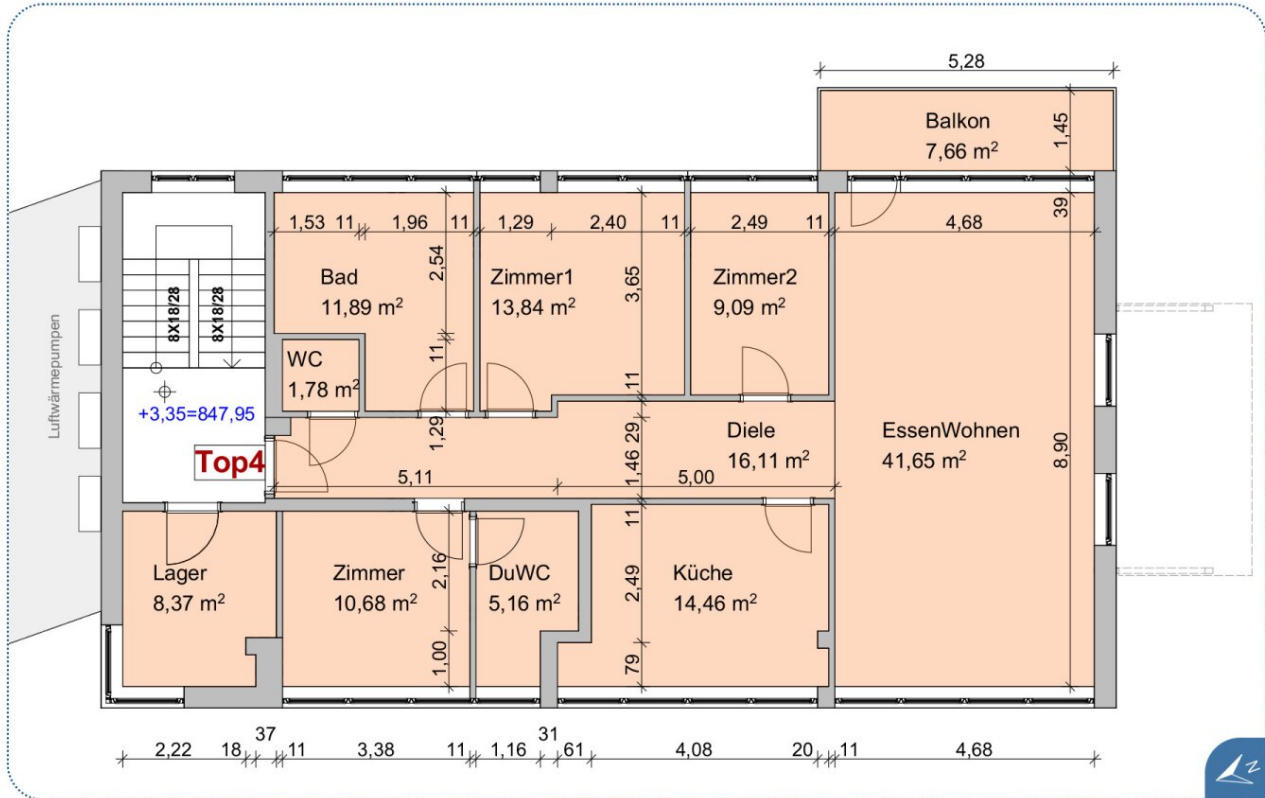 5,28
Balkon
7,66 m²
1,45
39
1,53 11 1,96 11 1,29 2,40 11 2,49 11 4,68
2,54
3,65
Bad
11,89 m²
Zimmer1
13,84 m²
Zimmer2
9,09 m²
8X18/28
8X18/28
Luftwärmepumpen
WC
1,78 m²
11
11
+3,35=847,95
1,29
1,46 29
Diele
16,11 m²
EssenWohnen
41,65 m²
8,90
Top4
5,11
5,00
11
Lager
8,37 m²
Zimmer
10,68 m²
2,16
DuWC
5,16 m²
2,49
Küche
14,46 m²
1,00
79
37
31
2,22 18 11 3,38 11 1,16 61 4,08 20 11 4,68
N